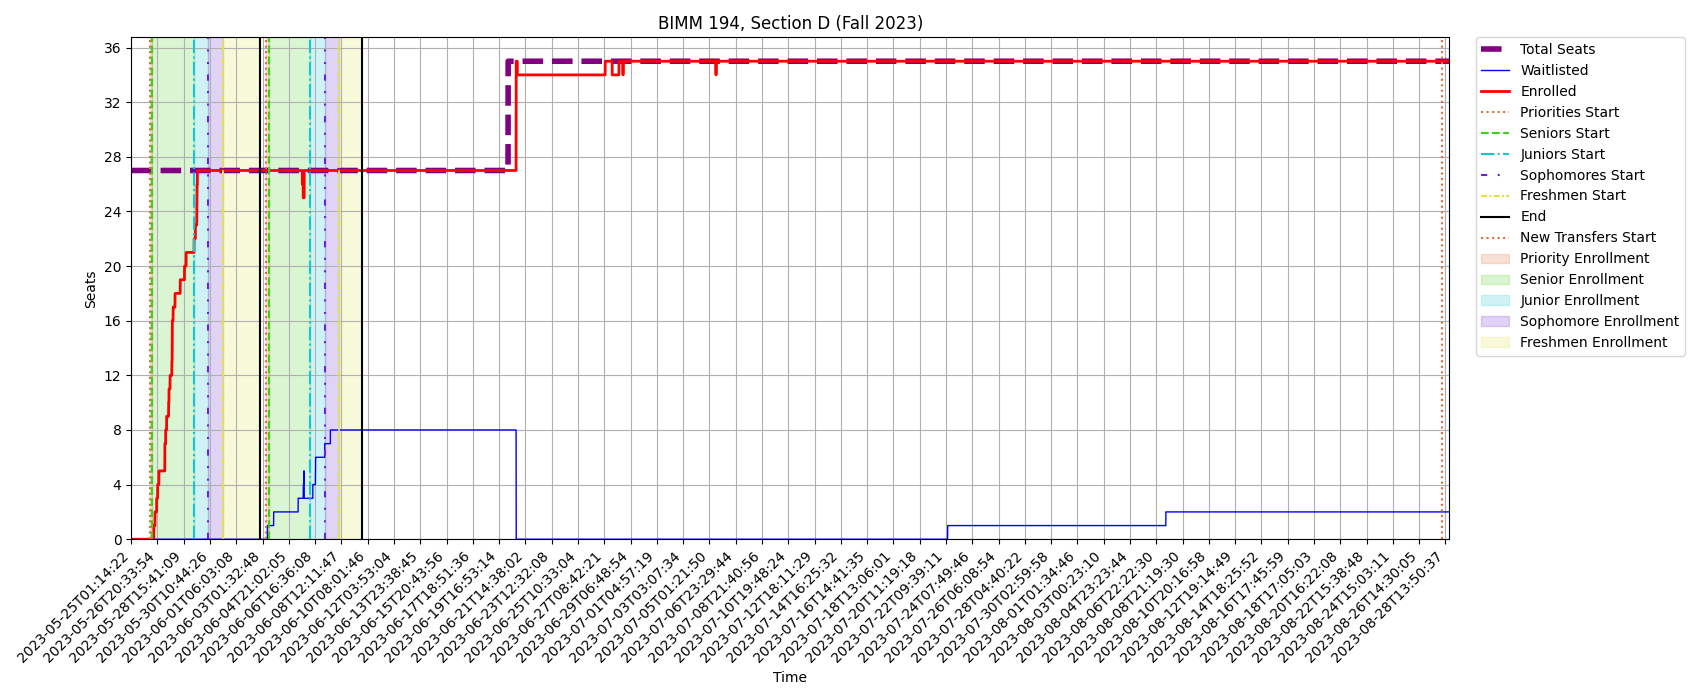 BIMM 194, Section D (Fall 2023)
Seats
36
32
28
24
20
16
12
8
4
0
2023-05-25T01:14:22
2023-05-26T20:33:54
2023-05-28T15:41:09
2023-05-30T10:44:26
2023-06-01T06:03:08
2023-06-03T01:32:48
2023-06-04T21:02:05
2023-06-06T16:36:08
2023-06-08T12:11:47
2023-06-10T08:01:46
2023-06-12T03:53:04
2023-06-13T23:38:45
2023-06-15T20:43:56
2023-06-17T18:51:36
2023-06-19T16:53:14
2023-06-21T14:38:02
2023-06-23T12:32:08
2023-06-25T10:33:04
2023-06-27T08:42:21
2023-06-29T06:48:54
2023-07-01T04:57:19
2023-07-03T03:07:34
2023-07-05T01:21:50
2023-07-06T23:29:44
2023-07-08T21:40:56
2023-07-10T19:48:24
2023-07-12T18:11:29
2023-07-14T16:25:32
2023-07-16T14:41:35
2023-07-18T13:06:01
2023-07-20T11:19:18
2023-07-22T09:39:11
2023-07-24T07:49:46
2023-07-26T06:08:54
2023-07-28T04:40:22
2023-07-30T02:59:58
2023-08-01T01:34:46
2023-08-03T00:23:10
2023-08-04T23:23:44
2023-08-06T22:22:30
2023-08-08T21:19:30
2023-08-10T20:16:58
2023-08-12T19:14:49
2023-08-14T18:25:52
2023-08-16T17:45:59
2023-08-18T17:05:03
2023-08-20T16:22:08
2023-08-22T15:38:48
2023-08-24T15:03:11
2023-08-26T14:30:05
2023-08-28T13:50:37
Time
Total Seats
Waitlisted
Enrolled
Priorities Start
Seniors Start
Juniors Start
Sophomores Start
Freshmen Start
End
New Transfers Start
Priority Enrollment
Senior Enrollment
Junior Enrollment
Sophomore Enrollment
Freshmen Enrollment